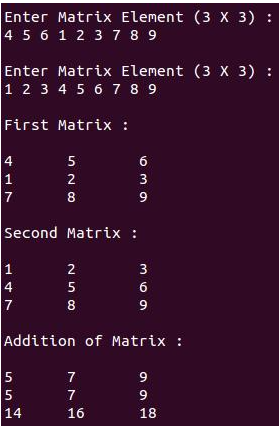 Enter Matrix Element (3 X 3) :
4 5 6 1 2 3 7 8 9
Enter Matrix Element (3 X 3) :
1 2 3 4 5 6 7 8 9
First Matrix :
4 5 6
1 2 3
7 8 9
Second Matrix :
1 2 3
4 5 6
7 8 9
Addition of Matrix :
5 7 9
5 7 9
14 16 18